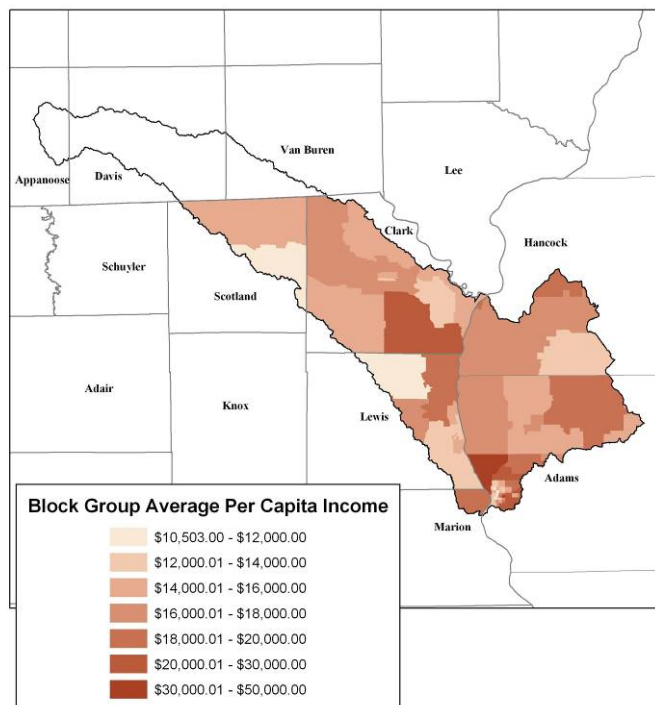 Van Buren
Lee
Appanoose
Davis
Clark
Hancock
Schuyler
Scotland
Adair
Knox
Lewis
Adams
Marion
Block Group Average Per Capita Income
$10,503.00 - $12,000.00
$12,000.01 - $14,000.00
$14,000.01 - $16,000.00
$16,000.01 - $18,000.00
$18,000.01 - $20,000.00
$20,000.01 - $30,000.00
$30,000.01 - $50,000.00